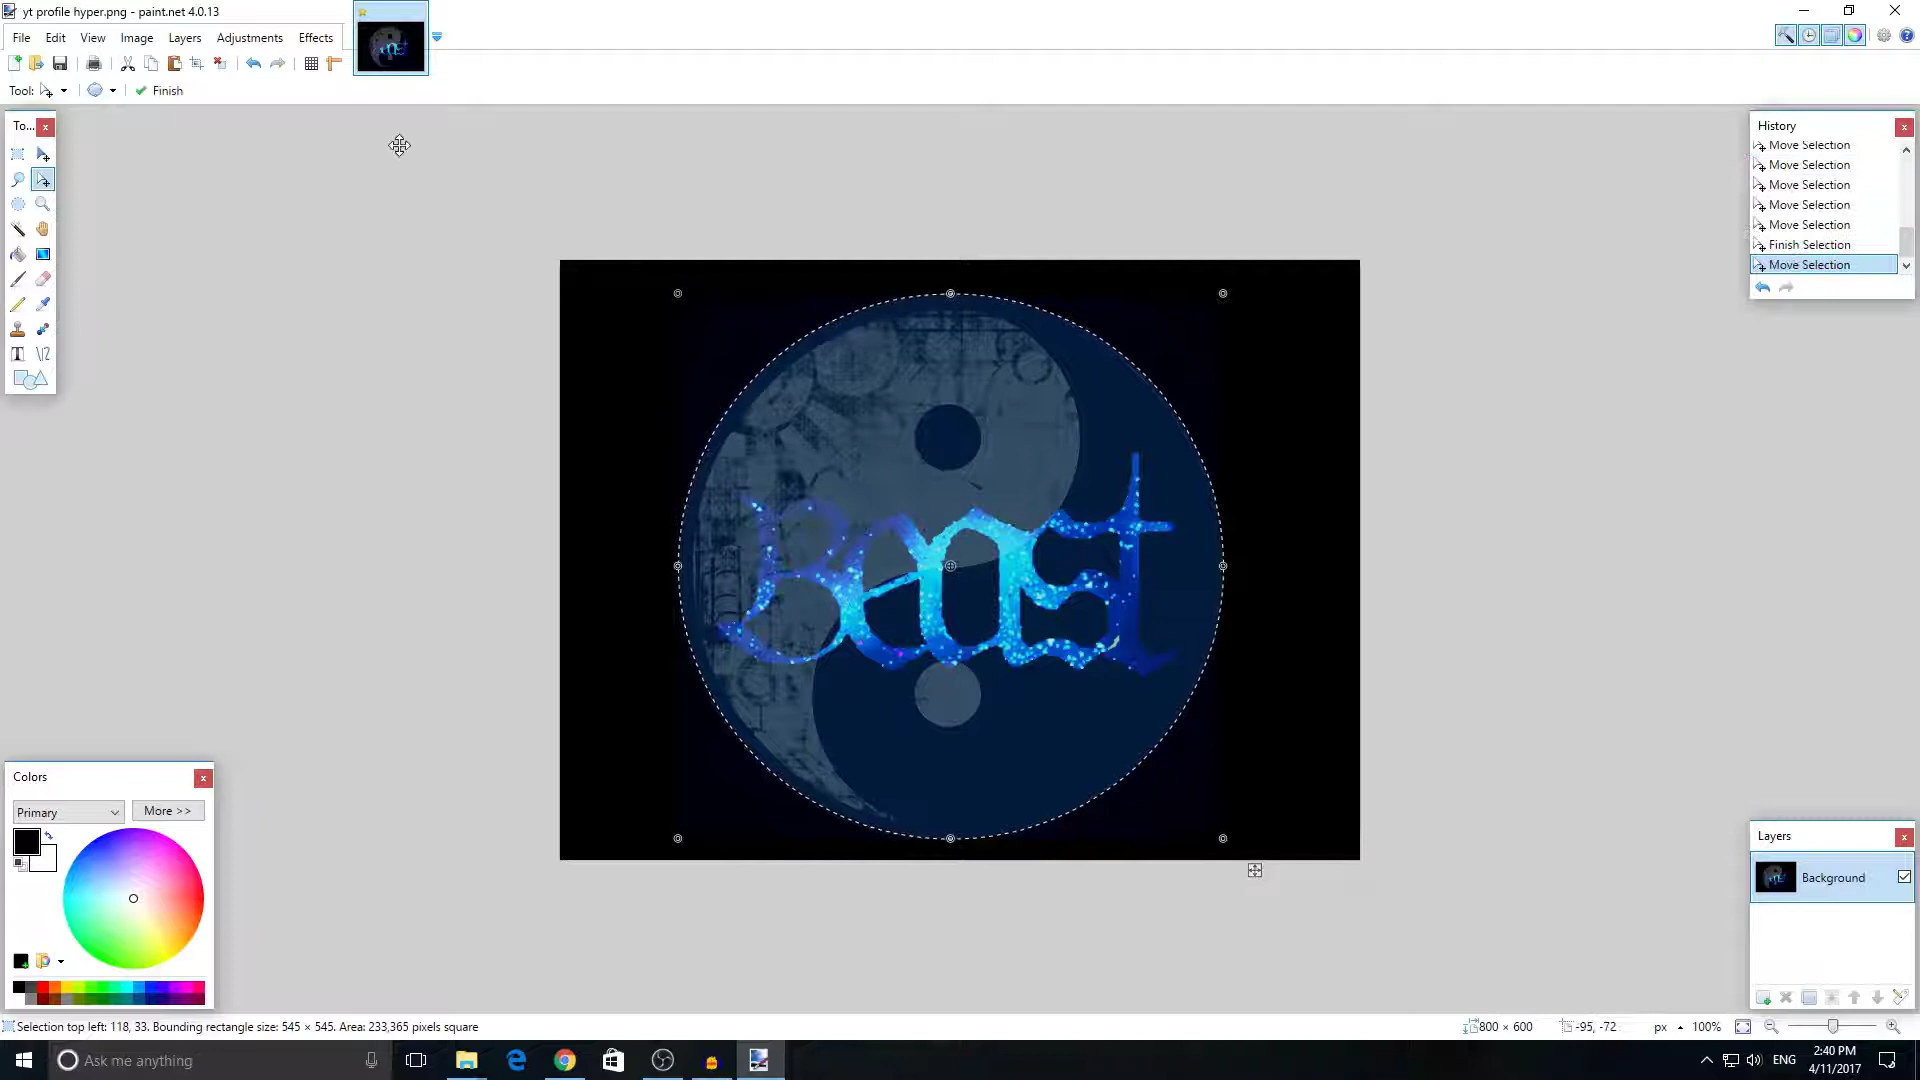 yt profile hyper.png - paint.net 4.0.13
File Edit View Image Layers Adjustments Effects
Tool: Finish
To...
History
Move Selection
Move Selection
Move Selection
Move Selection
Move Selection
Finish Selection
Move Selection
Beast
Colors
Primary More >>
Layers
Background
Selection top left: 118, 33. Bounding rectangle size: 545 × 545. Area: 233,365 pixels square
800 × 600 -95, -72 px 100%
Ask me anything
ENG
2:40 PM
4/11/2017